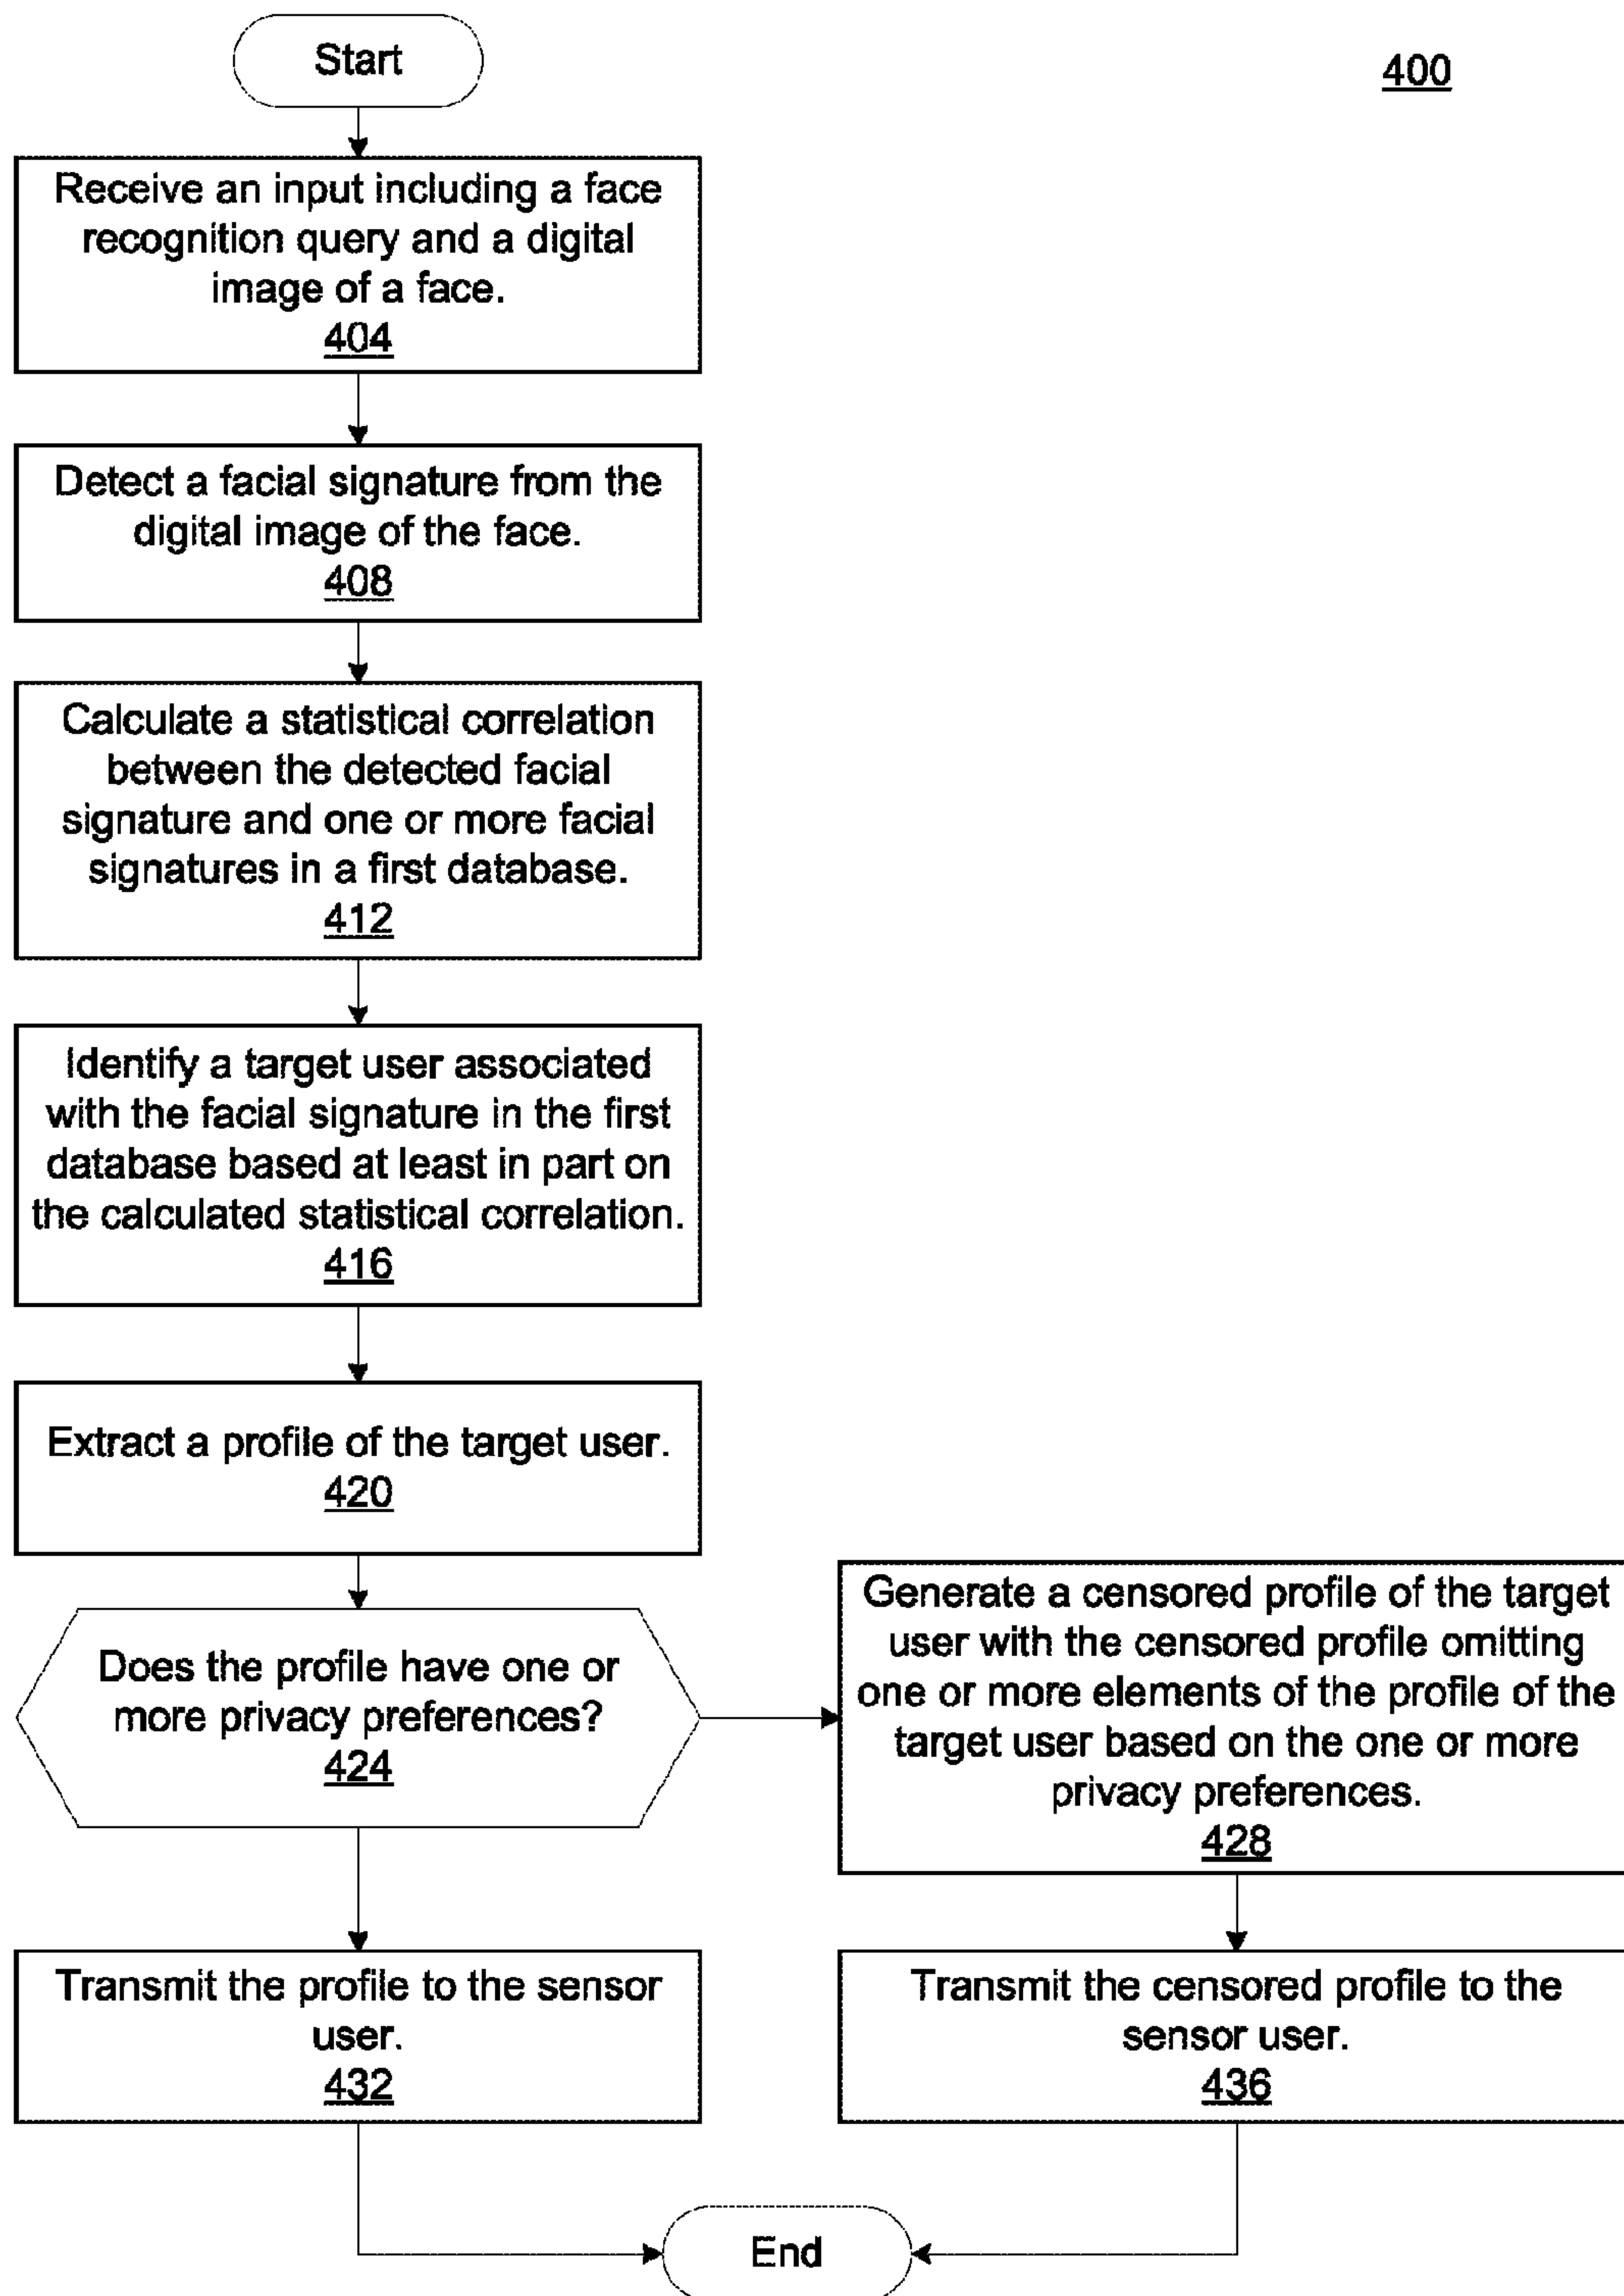 Start
400
Receive an input including a face
recognition query and a digital
image of a face.
404
Detect a facial signature from the
digital image of the face.
408
Calculate a statistical correlation
between the detected facial
signature and one or more facial
signatures in a first database.
412
Identify a target user associated
with the facial signature in the first
database based at least in part on
the calculated statistical correlation.
416
Extract a profile of the target user.
420
Does the profile have one or
more privacy preferences?
424
Generate a censored profile of the target
user with the censored profile omitting
one or more elements of the profile of the
target user based on the one or more
privacy preferences.
428
Transmit the profile to the sensor
user.
432
Transmit the censored profile to the
sensor user.
436
End